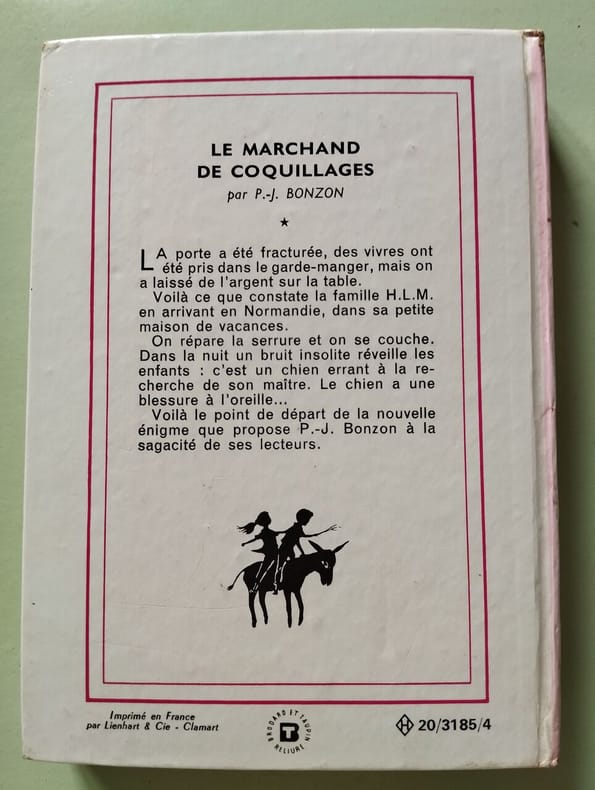 LE MARCHAND
DE COQUILLAGES
par P.-J. BONZON
LA porte a été fracturée, des vivres ont
été pris dans le garde-manger, mais on
a laissé de l'argent sur la table.
Voilà ce que constate la famille H.L.M.
en arrivant en Normandie, dans sa petite
maison de vacances.
On répare la serrure et on se couche.
Dans la nuit un bruit insolite réveille les
enfants : c'est un chien errant à la re-
cherche de son maître. Le chien a une
blessure à l'oreille...
Voilà le point de départ de la nouvelle
énigme que propose P.-J. Bonzon à la
sagacité de ses lecteurs.
Imprimé en France
par Lienhart & Cie - Clamart
BRODARD ET TAUPIN
BT
RELIURE
H 20/3185/4